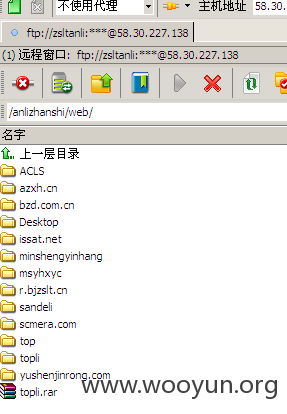 不使用代理 主机地址 58.30.
ftp://zsltanli:***@58.30.227.138
(1) 远程窗口: ftp://zsltanli:***@58.30.227.138
/anlizhanshi/web/
名字
上一层目录
ACLS
azxh.cn
bzd.com.cn
Desktop
issat.net
minshengyinhang
msyhxyc
r.bjzslt.cn
sandeli
scmera.com
top
topli
yushenjinrong.com
topli.rar
www.wooyun.org